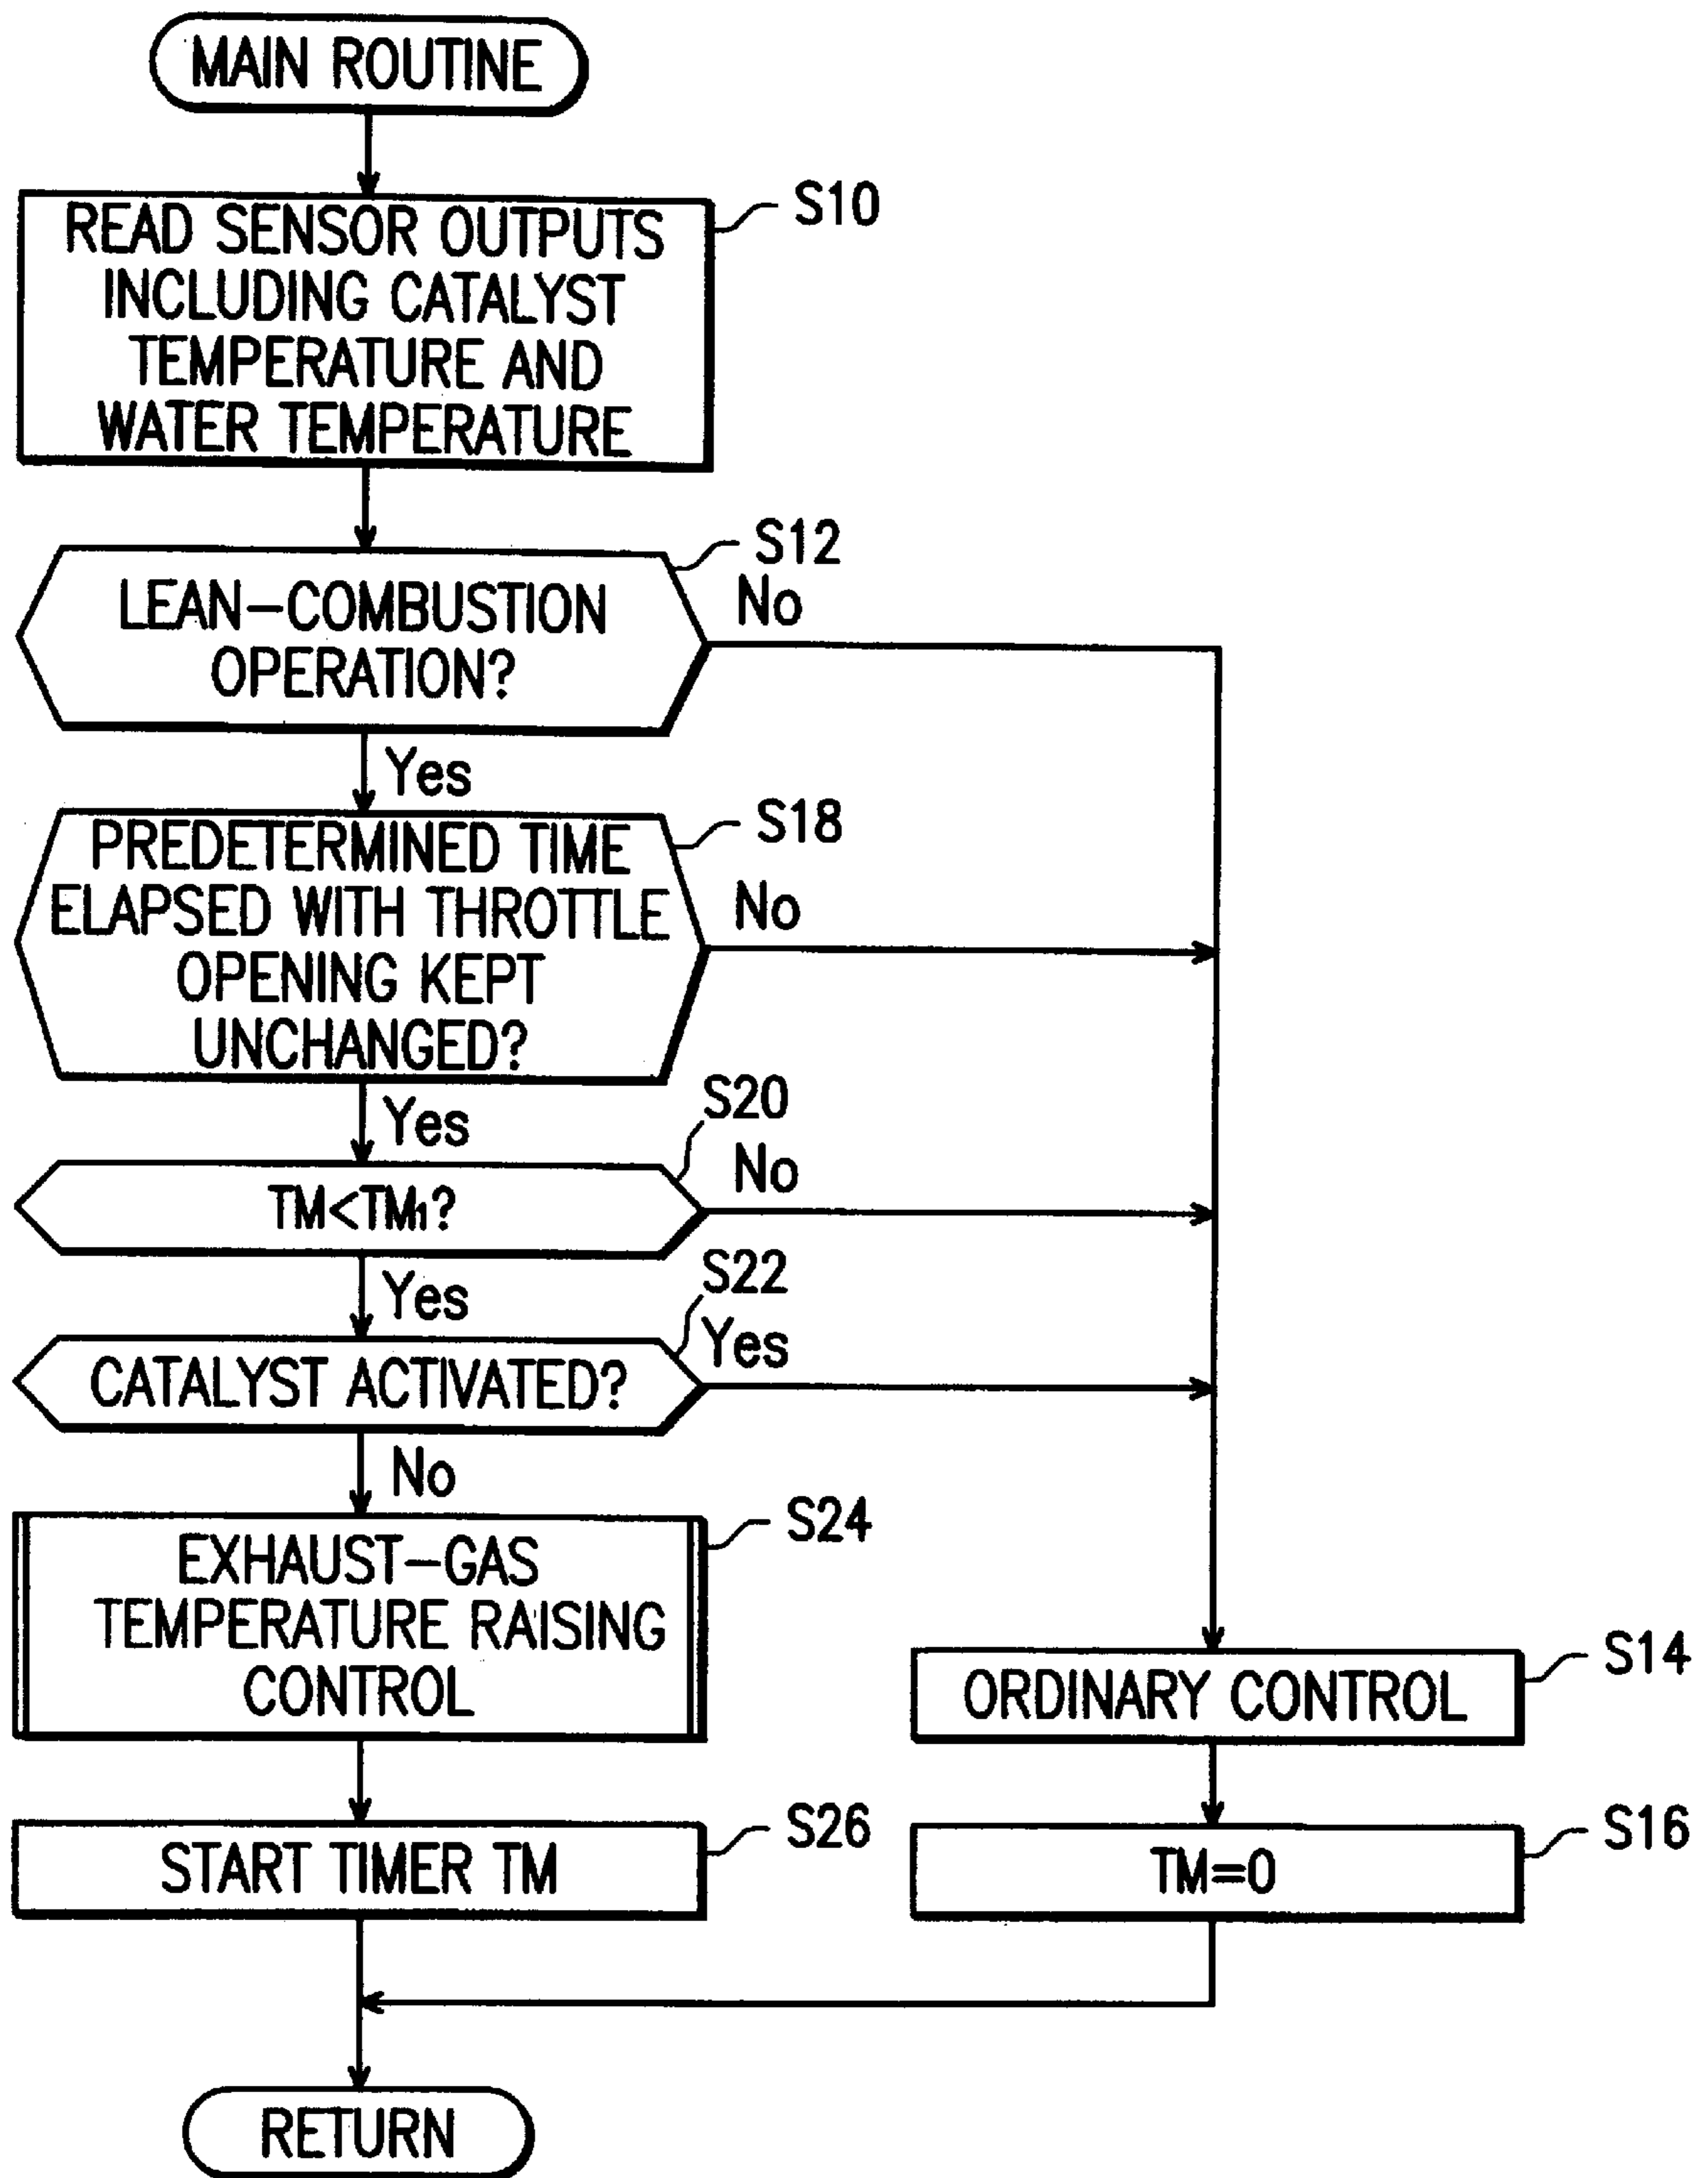 MAIN ROUTINE
READ SENSOR OUTPUTS
INCLUDING CATALYST
TEMPERATURE AND
WATER TEMPERATURE
S10
LEAN-COMBUSTION
OPERATION?
S12
No
Yes
PREDETERMINED TIME
ELAPSED WITH THROTTLE
OPENING KEPT
UNCHANGED?
S18
No
Yes
TM<TM₁?
S20
No
Yes
CATALYST ACTIVATED?
S22
Yes
No
EXHAUST-GAS
TEMPERATURE RAISING
CONTROL
S24
ORDINARY CONTROL
S14
START TIMER TM
S26
TM=0
S16
RETURN